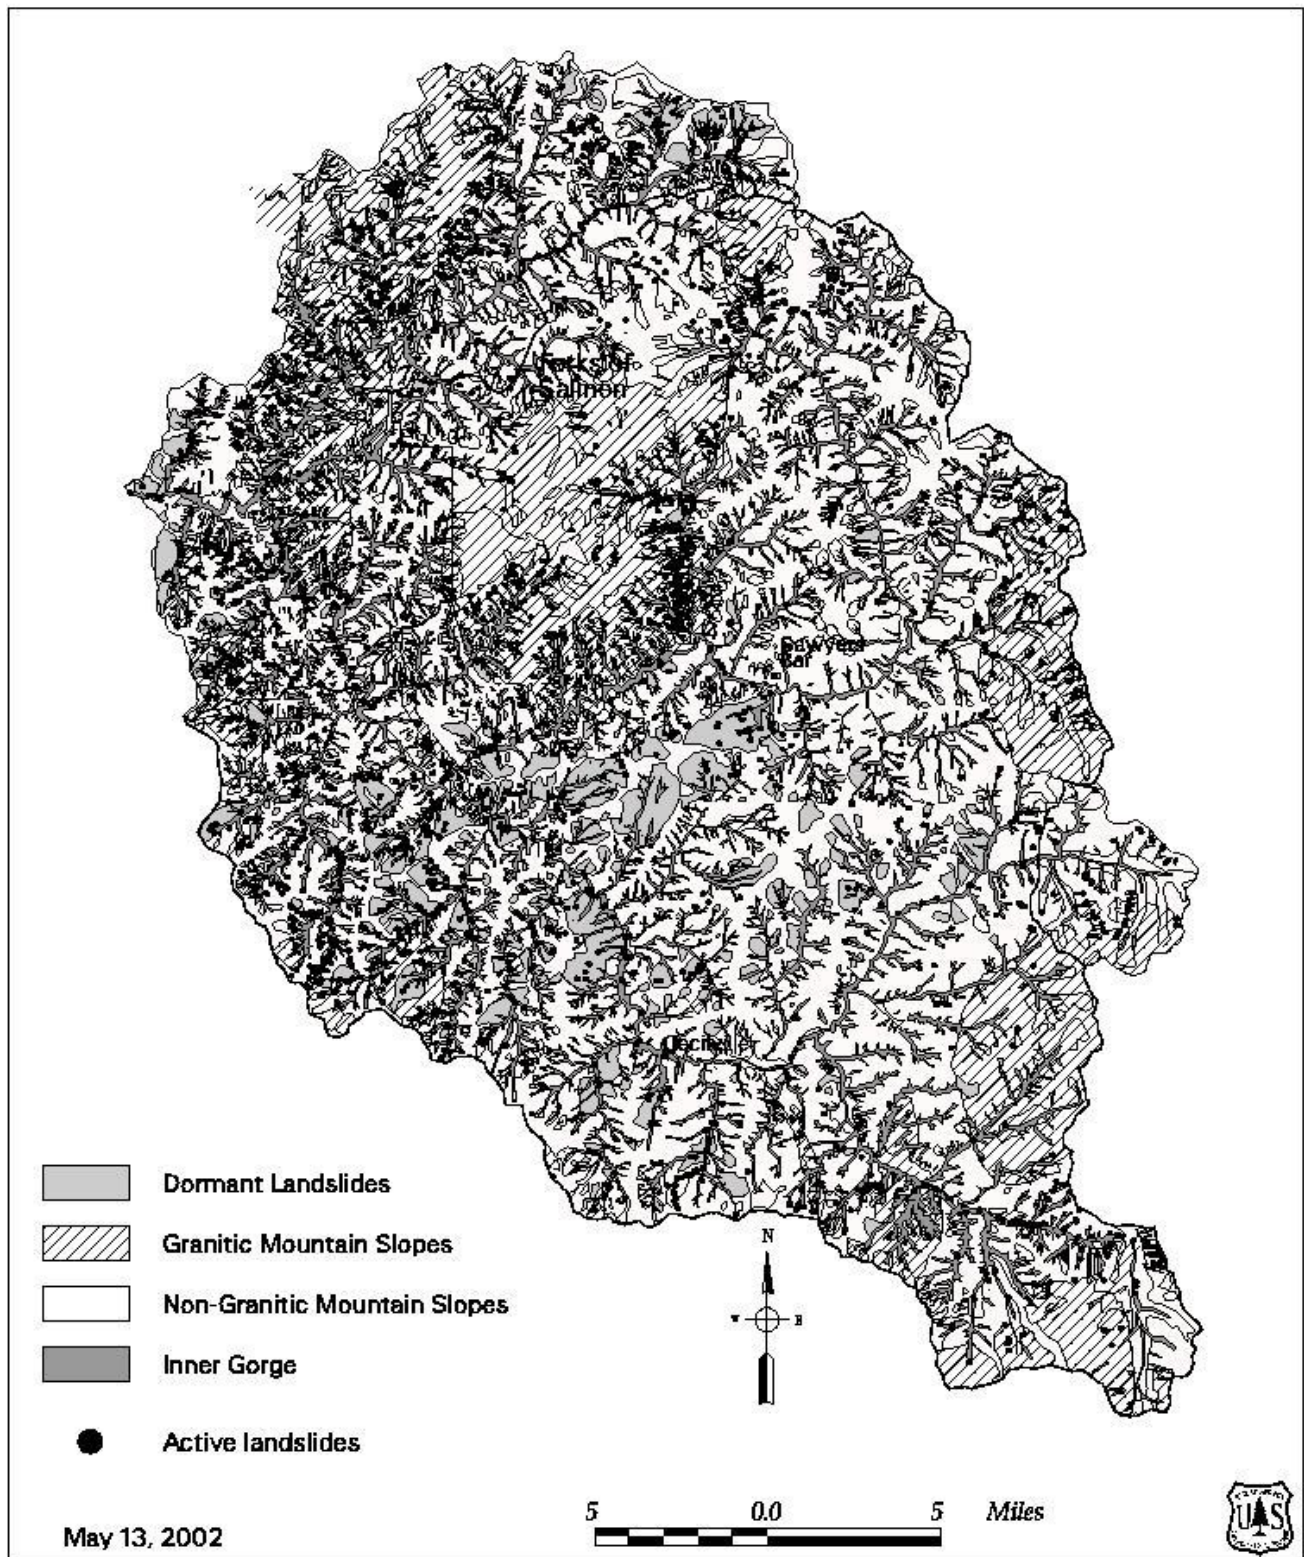 Forks of
Salmon
Sawyers
Bar
Cecilville
Dormant Landslides
Granitic Mountain Slopes
Non-Granitic Mountain Slopes
Inner Gorge
Active landslides
N
W
E
5
0.0
5
Miles
May 13, 2002
U S